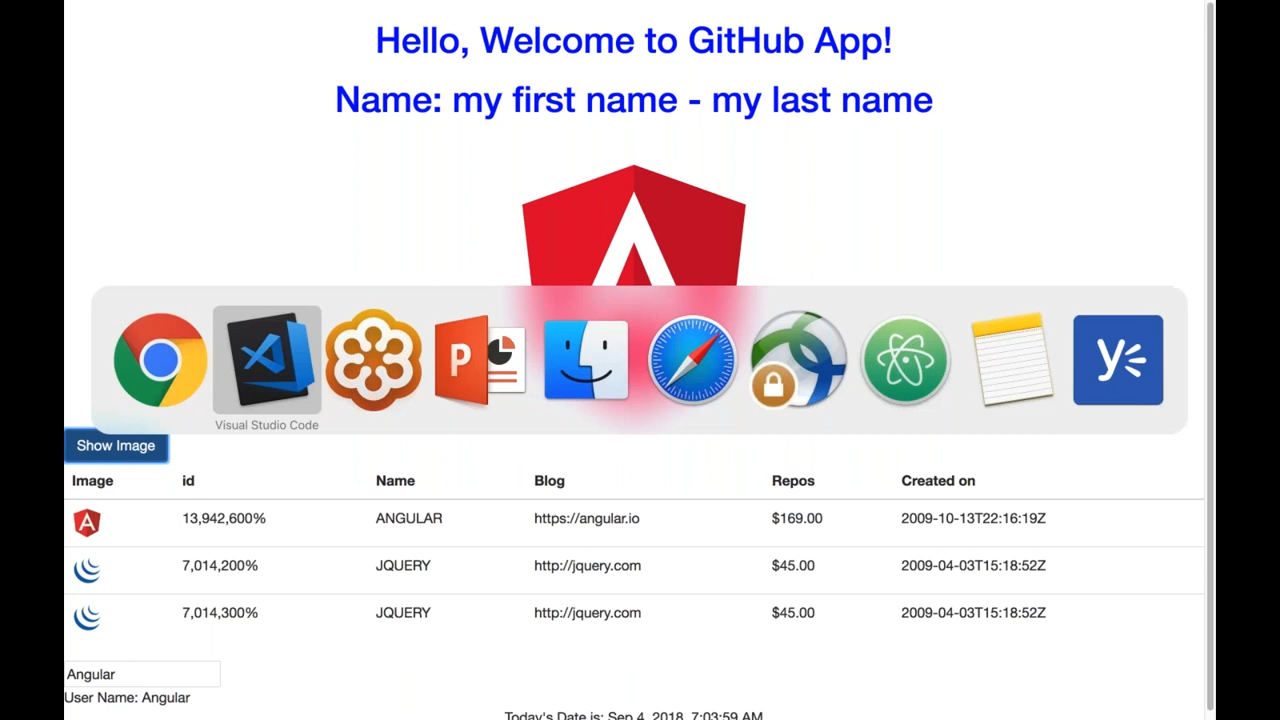 Hello, Welcome to GitHub App!
Name: my first name - my last name
Visual Studio Code
Show Image
Image id Name Blog Repos Created on
13,942,600% ANGULAR https://angular.io $169.00 2009-10-13T22:16:19Z
7,014,200% JQUERY http://jquery.com $45.00 2009-04-03T15:18:52Z
7,014,300% JQUERY http://jquery.com $45.00 2009-04-03T15:18:52Z
Angular
User Name: Angular
Today's Date is: Sep 4, 2018, 7:03:59 AM